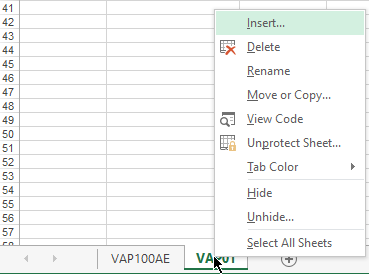 41
42
43
44
45
46
47
48
49
50
51
52
53
54
55
56
57
Insert...
Delete
Rename
Move or Copy...
View Code
Unprotect Sheet...
Tab Color
Hide
Unhide...
Select All Sheets
VAP100AE